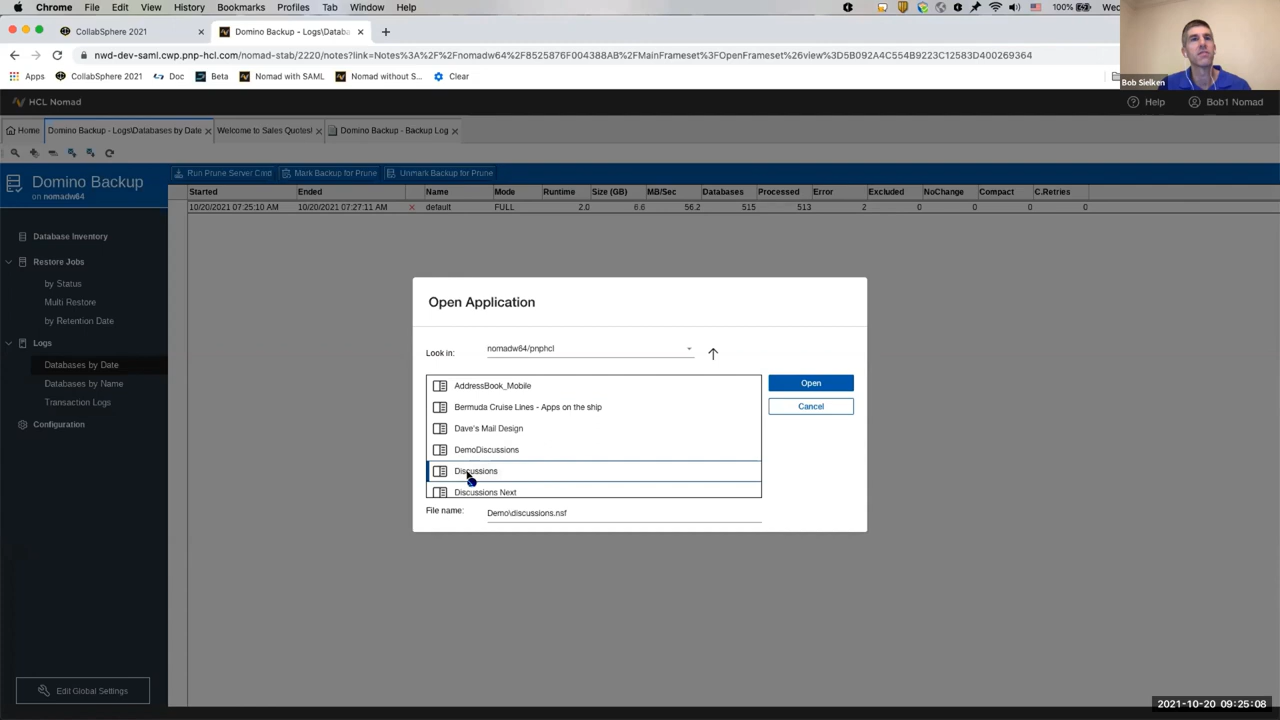 Chrome File Edit View History Bookmarks Profiles Tab Window Help 100% Wed
CollabSphere 2021 Domino Backup - Logs\Databa
nwd-dev-saml.cwp.pnp-hcl.com/nomad-stab/2220/notes?link=Notes%3A%2F%2Fnomadw64%2F8525876F004388AB%2FMainFrameset%3FOpenFrameset%26view%3D5B092A4C554B9223C12583D400269364
Apps CollabSphere 2021 Doc Beta Nomad with SAML Nomad without S... Clear
Bob Sielken
HCL Nomad Help Bob1 Nomad
Home Domino Backup - Logs\Databases by Date Welcome to Sales Quotes! Domino Backup - Backup Log
Domino Backup
on nomadw64
Run Prune Server Cmd Mark Backup for Prune Unmark Backup for Prune
Started Ended Name Mode Runtime Size (GB) MB/Sec Databases Processed Error Excluded NoChange Compact C.Retries
10/20/2021 07:25:10 AM 10/20/2021 07:27:11 AM default FULL 2.0 6.6 56.2 515 513 2 0 0 0 0
Database Inventory
Restore Jobs
by Status
Multi Restore
by Retention Date
Logs
Databases by Date
Databases by Name
Transaction Logs
Configuration
Edit Global Settings
Open Application
Look in: nomadw64/pnphcl
AddressBook_Mobile
Bermuda Cruise Lines - Apps on the ship
Dave's Mail Design
DemoDiscussions
Discussions
Discussions Next
Open
Cancel
File name: Demo\discussions.nsf
2021-10-20 09:25:08